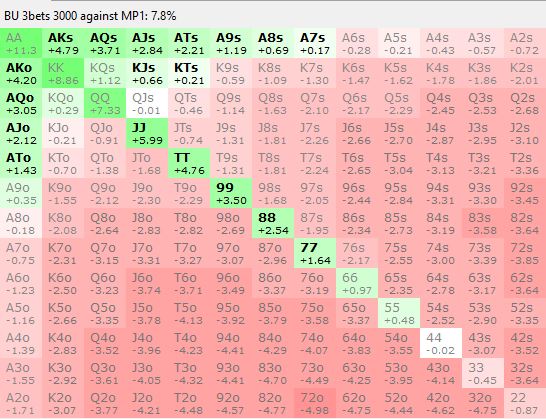 BU 3bets 3000 against MP1: 7.8%
AA AKs AQs AJs ATs A9s A8s A7s A6s A5s A4s A3s A2s
+11.3 +4.79 +3.71 +2.84 +2.21 +1.19 +0.69 +0.17 -0.28 -0.21 -0.43 -0.57 -0.72
AKo KK KQs KJs KTs K9s K8s K7s K6s K5s K4s K3s K2s
+4.20 +8.86 +1.12 +0.66 +0.21 -0.59 -1.09 -1.30 -1.47 -1.62 -1.78 -1.86 -2.01
AQo KQo QQ QJs QTs Q9s Q8s Q7s Q6s Q5s Q4s Q3s Q2s
+3.05 +0.29 +7.33 -0.01 -0.46 -1.14 -1.63 -2.10 -2.17 -2.29 -2.45 -2.53 -2.68
AJo KJo QJo JJ JTs J9s J8s J7s J6s J5s J4s J3s J2s
+2.12 -0.21 -0.91 +5.99 -0.74 -1.31 -1.81 -2.26 -2.66 -2.70 -2.87 -2.95 -3.10
ATo KTo QTo JTo TT T9s T8s T7s T6s T5s T4s T3s T2s
+1.43 -0.70 -1.38 -1.68 +4.76 -1.31 -1.81 -2.24 -2.65 -3.04 -3.13 -3.21 -3.36
A9o K9o Q9o J9o T9o 99 98s 97s 96s 95s 94s 93s 92s
+0.35 -1.55 -2.12 -2.30 -2.29 +3.50 -1.68 -2.05 -2.44 -2.84 -3.31 -3.30 -3.45
A8o K8o Q8o J8o T8o 98o 88 87s 86s 85s 84s 83s 82s
-0.18 -2.08 -2.64 -2.83 -2.82 -2.69 +2.54 -1.95 -2.34 -2.73 -3.19 -3.58 -3.64
A7o K7o Q7o J7o T7o 97o 87o 77 76s 75s 74s 73s 72s
-0.75 -2.31 -3.15 -3.31 -3.27 -3.07 -2.96 +1.64 -2.17 -2.55 -3.00 -3.39 -3.85
A6o K6o Q6o J6o T6o 96o 86o 76o 66 65s 64s 63s 62s
-1.23 -2.50 -3.23 -3.74 -3.71 -3.49 -3.37 -3.19 +0.97 -2.35 -2.78 -3.17 -3.64
A5o K5o Q5o J5o T5o 95o 85o 75o 65o 55 54s 53s 52s
-1.16 -2.66 -3.35 -3.78 -4.13 -3.92 -3.79 -3.58 -3.37 +0.48 -2.52 -2.90 -3.35
A4o K4o Q4o J4o T4o 94o 84o 74o 64o 54o 44 43s 42s
-1.39 -2.83 -3.52 -3.96 -4.23 -4.41 -4.29 -4.07 -3.83 -3.55 -0.02 -3.07 -3.52
A3o K3o Q3o J3o T3o 93o 83o 73o 63o 53o 43o 33 32s
-1.55 -2.92 -3.61 -4.05 -4.32 -4.41 -4.70 -4.49 -4.25 -3.95 -4.14 -0.45 -3.64
A2o K2o Q2o J2o T2o 92o 82o 72o 62o 52o 42o 32o 22
-1.71 -3.07 -3.77 -4.21 -4.48 -4.57 -4.77 -4.98 -4.75 -4.44 -4.62 -4.75 -0.87